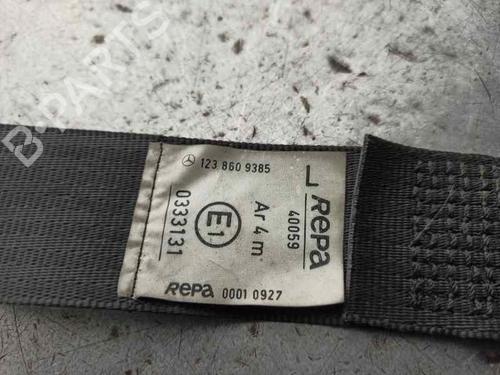 B-PARTS
123 860 9385
0333131
E1
Ar 4 m
40059
L Repa
Repa 0001 0927